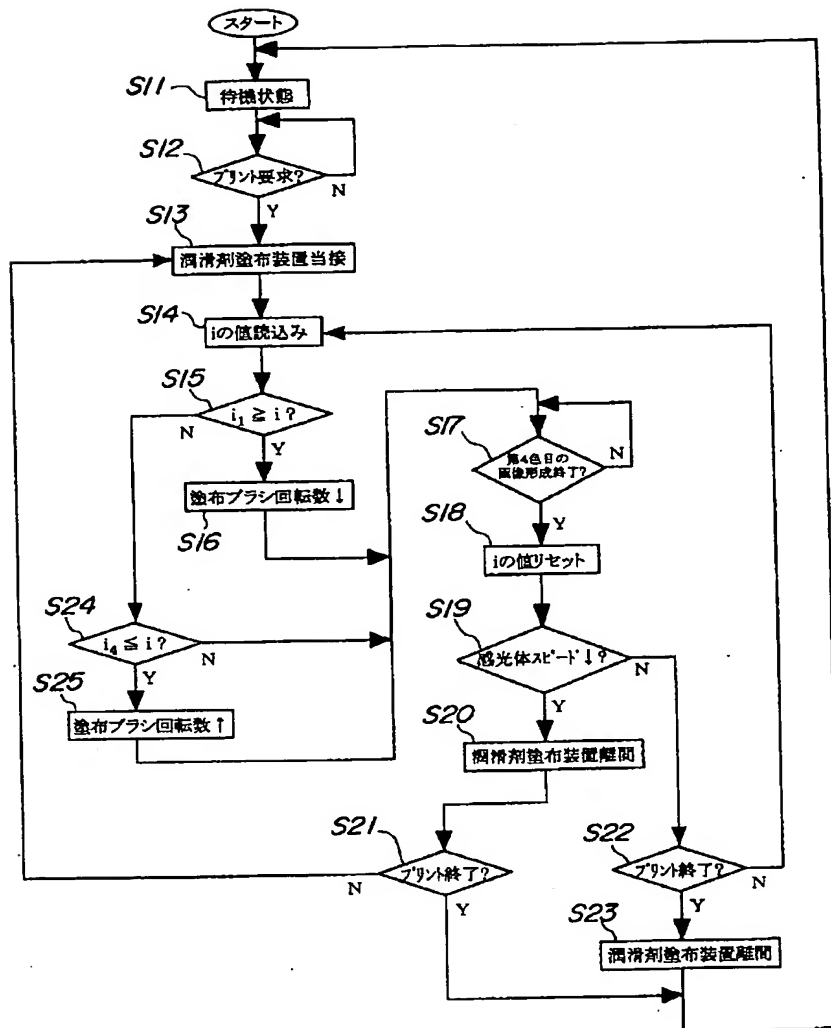 スタート
S11
待機状態
S12
プリント要求?
N
Y
S13
潤滑剤塗布装置当接
S14
iの値読込み
S15
i₁≧i?
N
Y
塗布ブラシ回転数↓
S16
S17
第4色目の
画像形成終了?
N
Y
S18
iの値リセット
S19
感光体スピード↓?
N
Y
S20
潤滑剤塗布装置離間
S24
i₄≦i?
N
Y
S25
塗布ブラシ回転数↑
S21
プリント終了?
N
Y
S22
プリント終了?
N
Y
S23
潤滑剤塗布装置離間